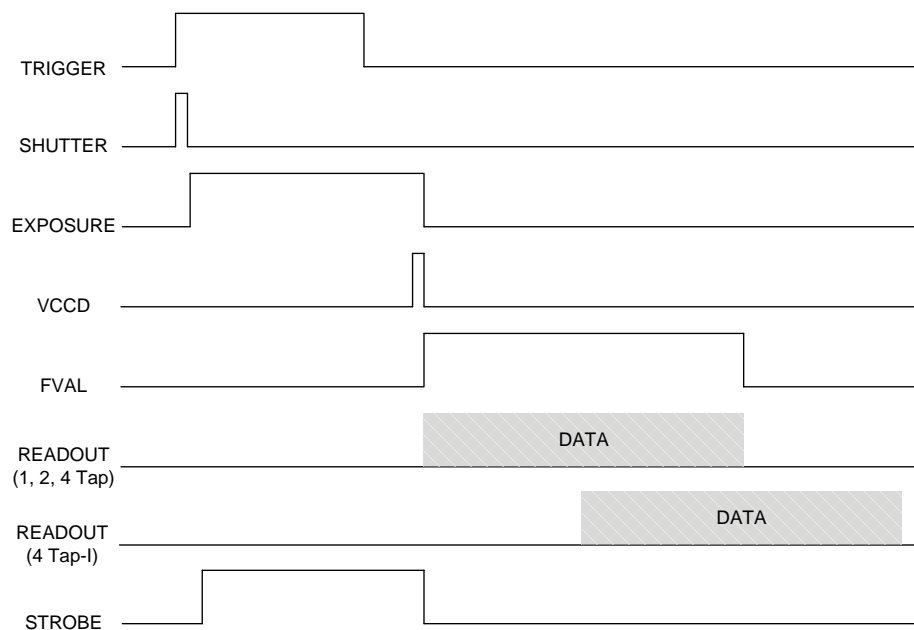 TRIGGER
SHUTTER
EXPOSURE
VCCD
FVAL
READOUT
(1, 2, 4 Tap)
DATA
READOUT
(4 Tap-I)
DATA
STROBE